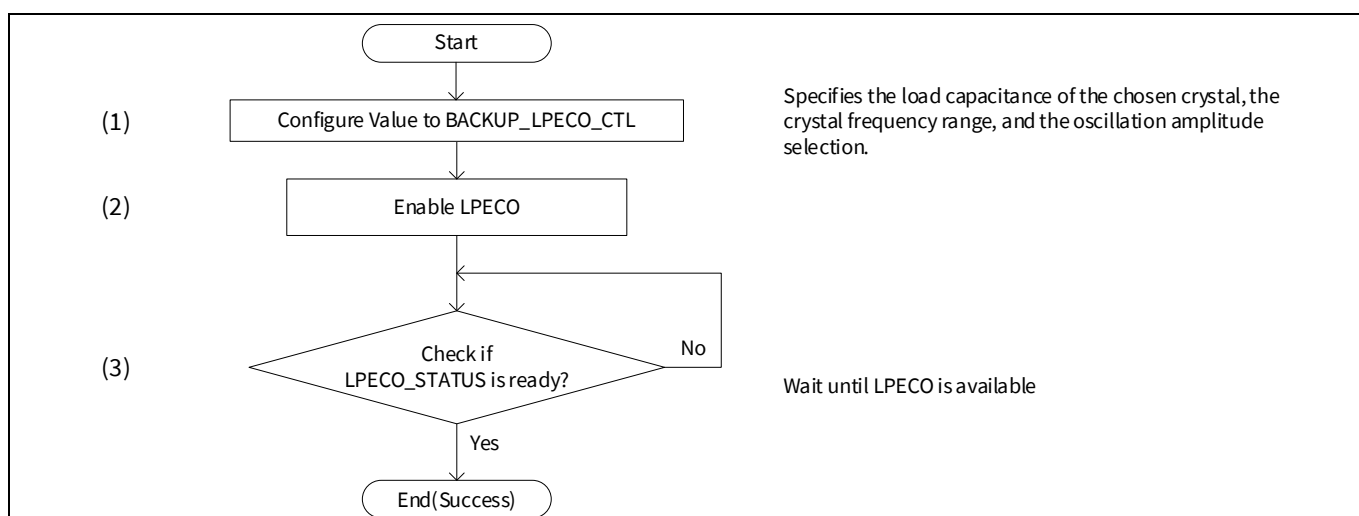 Start
(1)
Configure Value to BACKUP_LPECO_CTL
Specifies the load capacitance of the chosen crystal, the
crystal frequency range, and the oscillation amplitude
selection.
(2)
Enable LPECO
(3)
Check if
LPECO_STATUS is ready?
No
Wait until LPECO is available
Yes
End(Success)